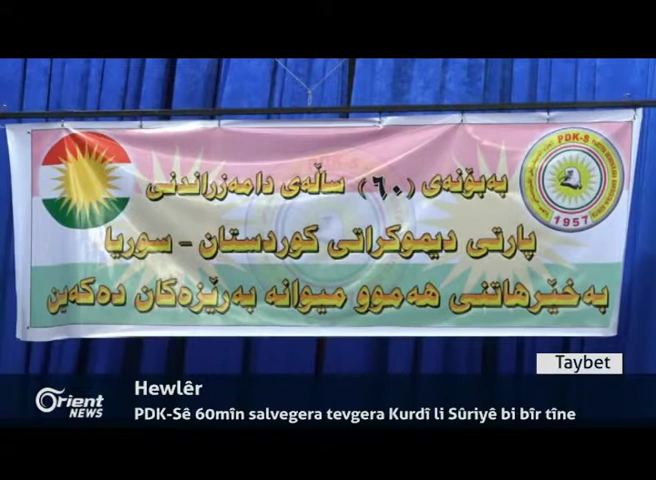 بەبۆنەی (٦٠) ساڵەی دامەزراندنی
پارتی دیموکراتی کوردستان - سوریا
بەخێرهاتنی هەموو میوانە بەڕێزەکان دەکەین
PDK-S
1957
Taybet
Orient NEWS
Hewlêr
PDK-Sê 60mîn salvegera tevgera Kurdî li Sûriyê bi bîr tîne